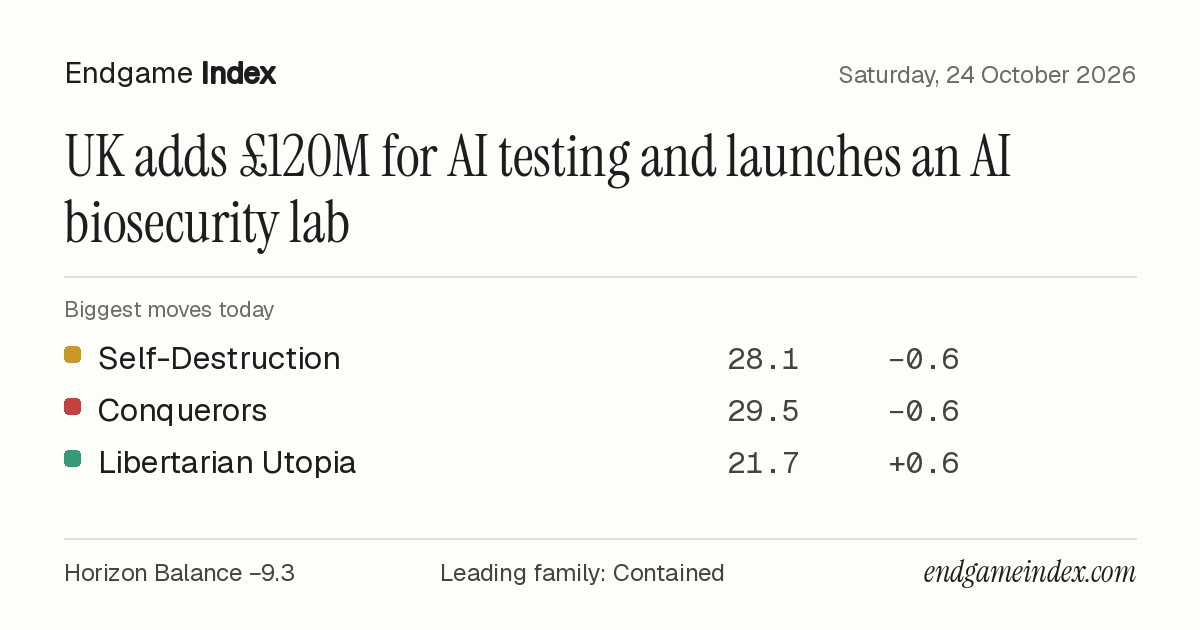 Endgame Index
Saturday, 24 October 2026
UK adds £120M for AI testing and launches an AI
biosecurity lab
Biggest moves today
Self-Destruction 28.1 −0.6
Conquerors 29.5 −0.6
Libertarian Utopia 21.7 +0.6
Horizon Balance −9.3
Leading family: Contained
endgameindex.com